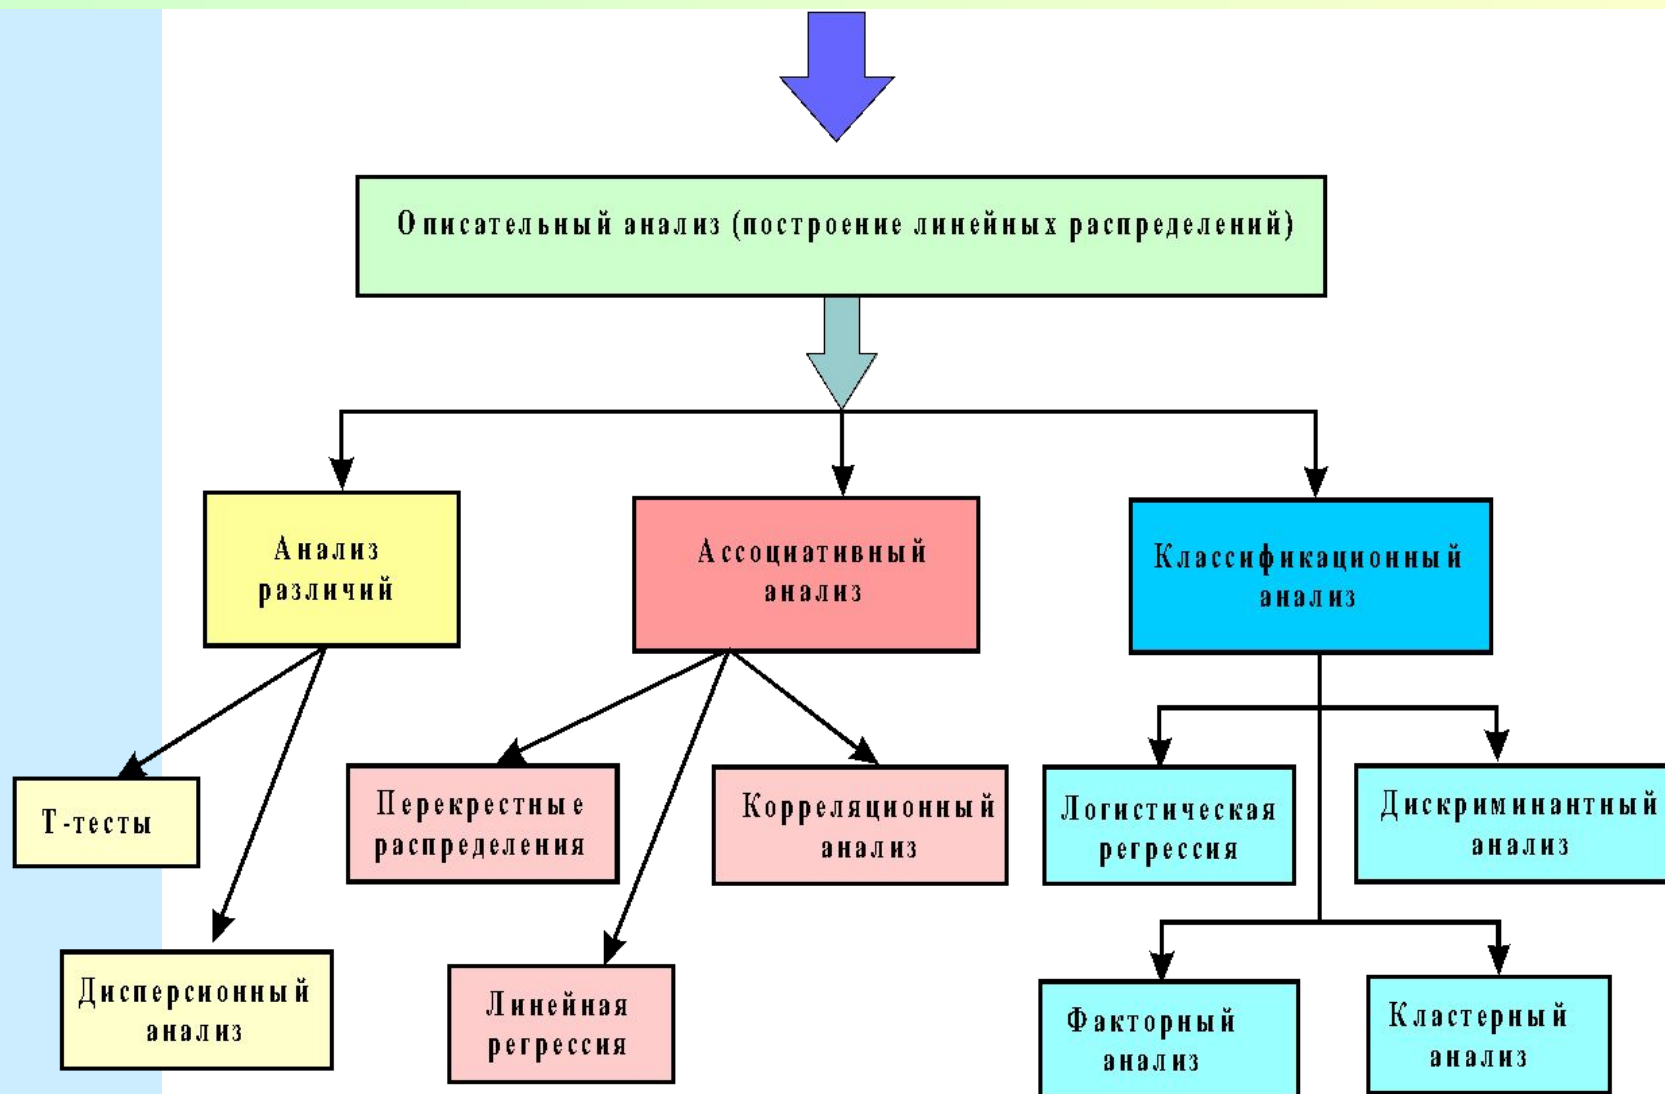 Описательный анализ (построение линейных распределений)
Анализ
различий
Ассоциативный
анализ
Классификационный
анализ
Т-тесты
Перекрестные
распределения
Корреляционный
анализ
Логистическая
регрессия
Дискриминантный
анализ
Дисперсионный
анализ
Линейная
регрессия
Факторный
анализ
Кластерный
анализ